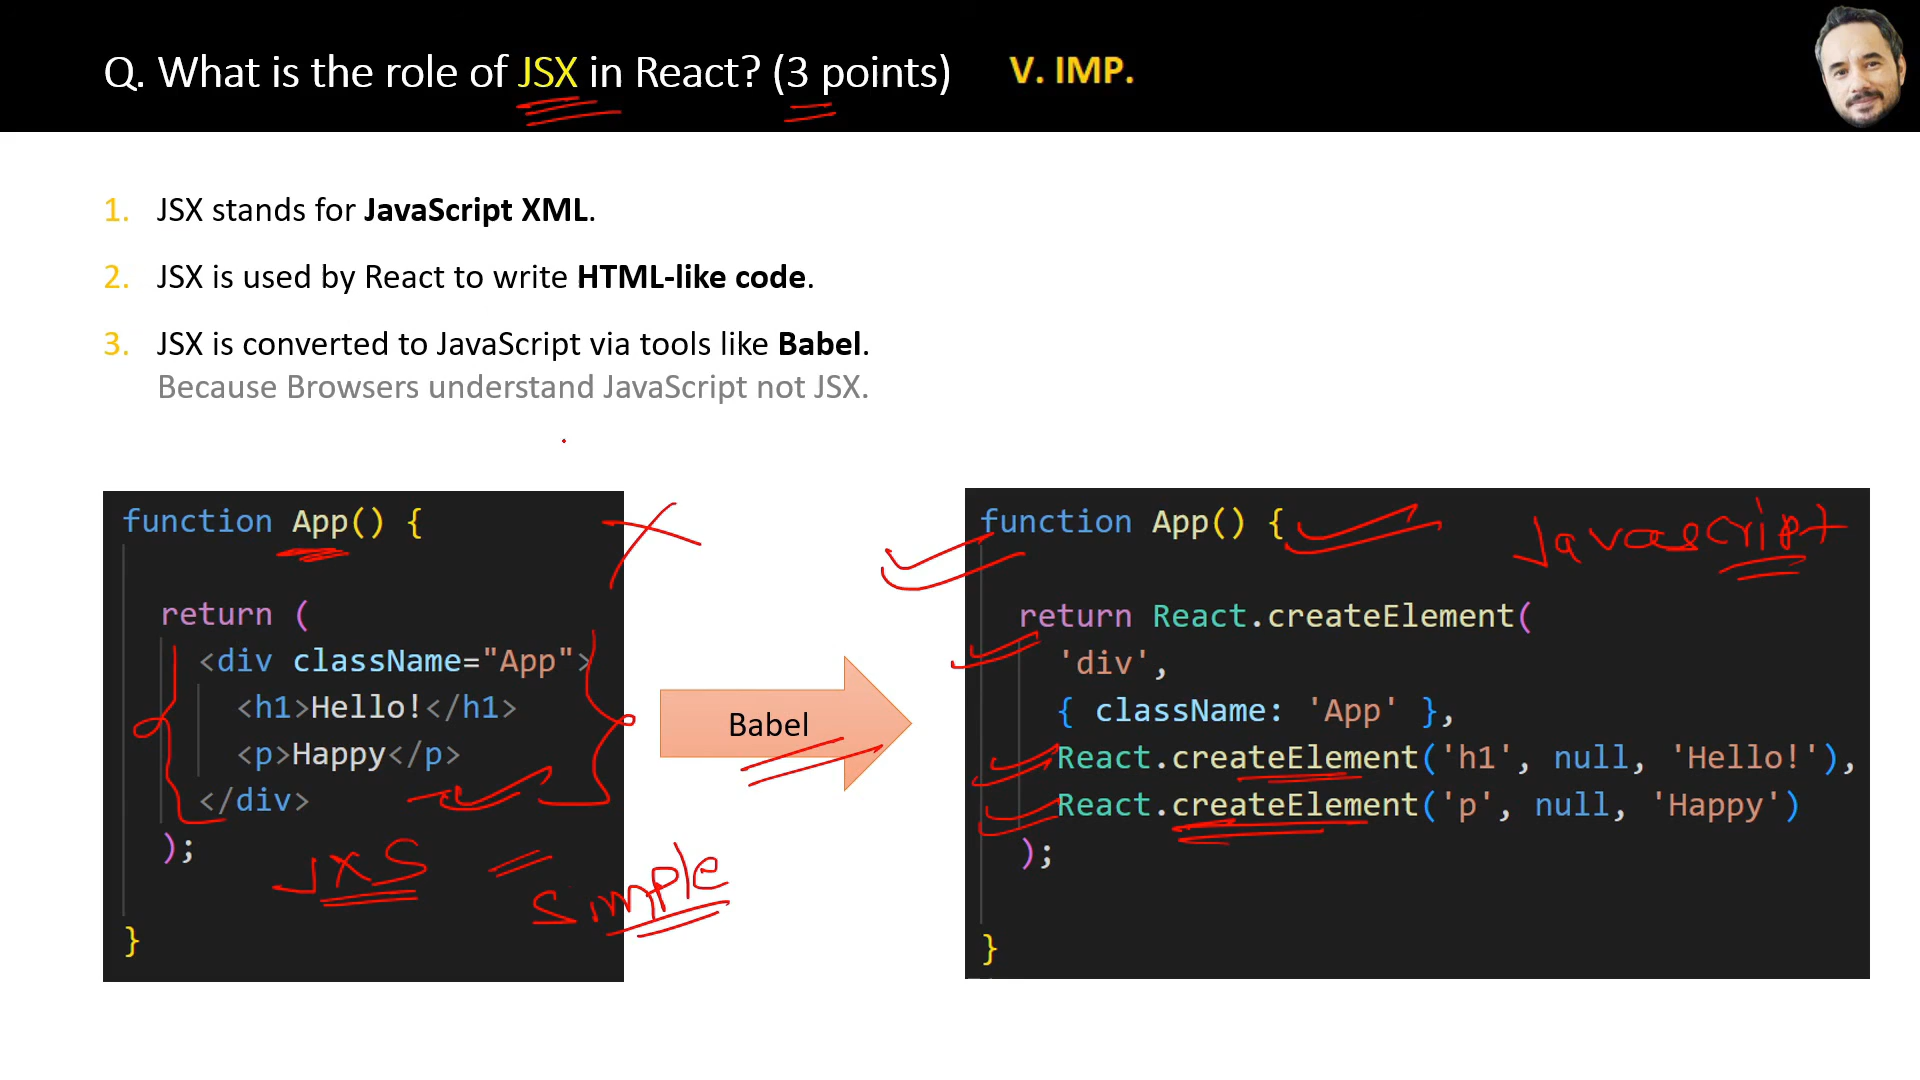 Q. What is the role of JSX in React? (3 points) V. IMP.
1. JSX stands for JavaScript XML.
2. JSX is used by React to write HTML-like code.
3. JSX is converted to JavaScript via tools like Babel.
Because Browsers understand JavaScript not JSX.
function App() {
return (
<div className="App">
<h1>Hello!</h1>
<p>Happy</p>
</div>
);
}
JXS
simple
Babel
function App() {
Javascript
return React.createElement(
'div',
{ className: 'App' },
React.createElement('h1', null, 'Hello!'),
React.createElement('p', null, 'Happy')
);
}